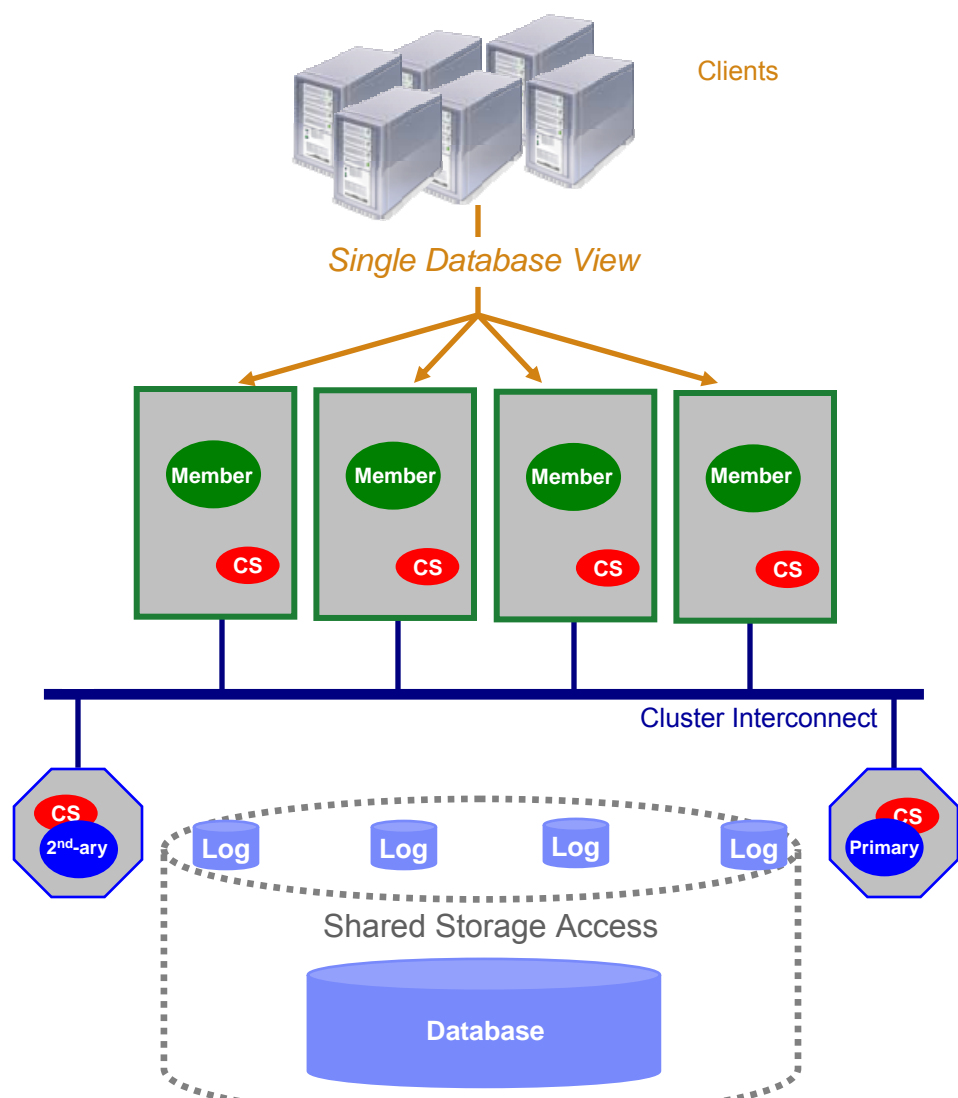 Clients
Single Database View
Member
Member
Member
Member
CS
CS
CS
CS
Cluster Interconnect
CS
2nd-ary
CS
Primary
Log
Log
Log
Log
Shared Storage Access
Database